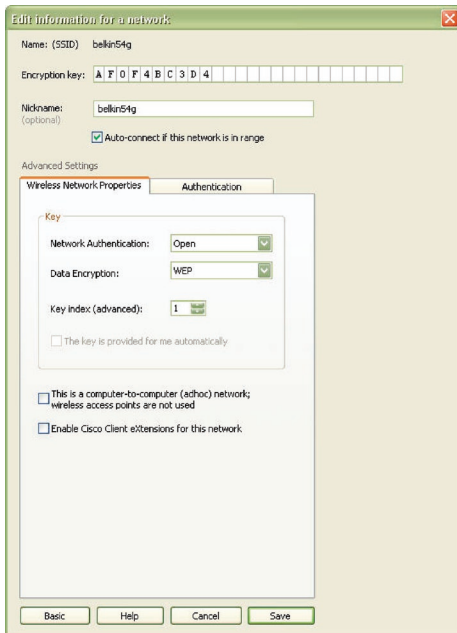 Edit information for a network
Name: (SSID) belkin54g
Encryption key: A F 0 F 4 B C 3 D 4
Nickname: belkin54g
(optional)
Auto-connect if this network is in range
Advanced Settings
Wireless Network Properties Authentication
Key
Network Authentication: Open
Data Encryption: WEP
Key index (advanced): 1
The key is provided for me automatically
This is a computer-to-computer (adhoc) network;
wireless access points are not used
Enable Cisco Client eXtensions for this network
Basic Help Cancel Save